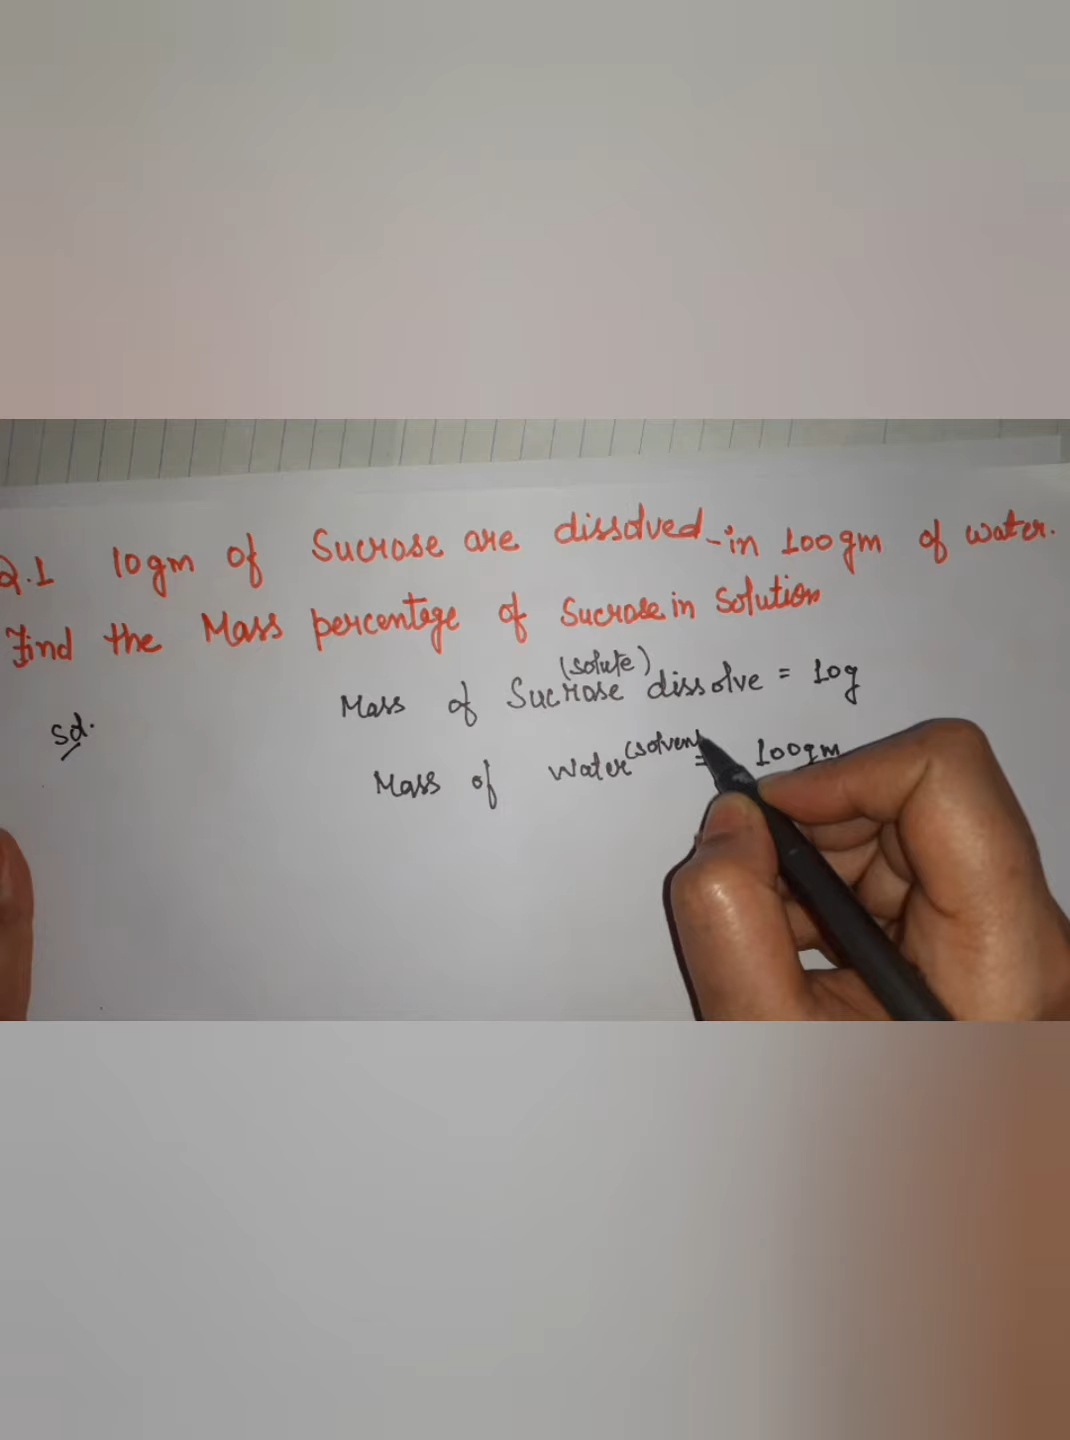 Q.1 10gm of Sucrose are dissolved in 100gm of water.
Find the Mass percentage of Sucrose in Solution
(solute)
Sol. Mass of Sucrose dissolve = 10g
(solvent
Mass of Water = 100gm